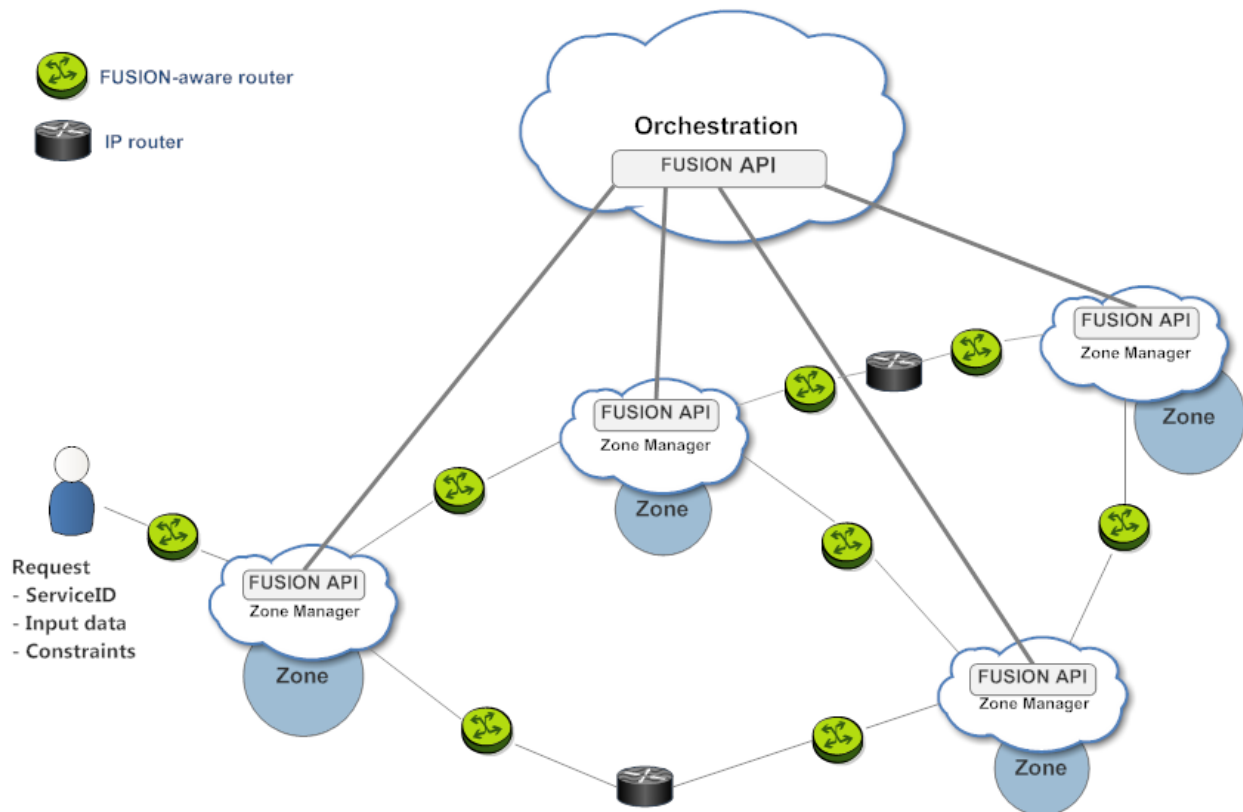 FUSION-aware router
IP router
Orchestration
FUSION API
FUSION API
Zone Manager
Zone
FUSION API
Zone Manager
Zone
Request
- ServiceID
- Input data
- Constraints
FUSION API
Zone Manager
Zone
FUSION API
Zone Manager
Zone